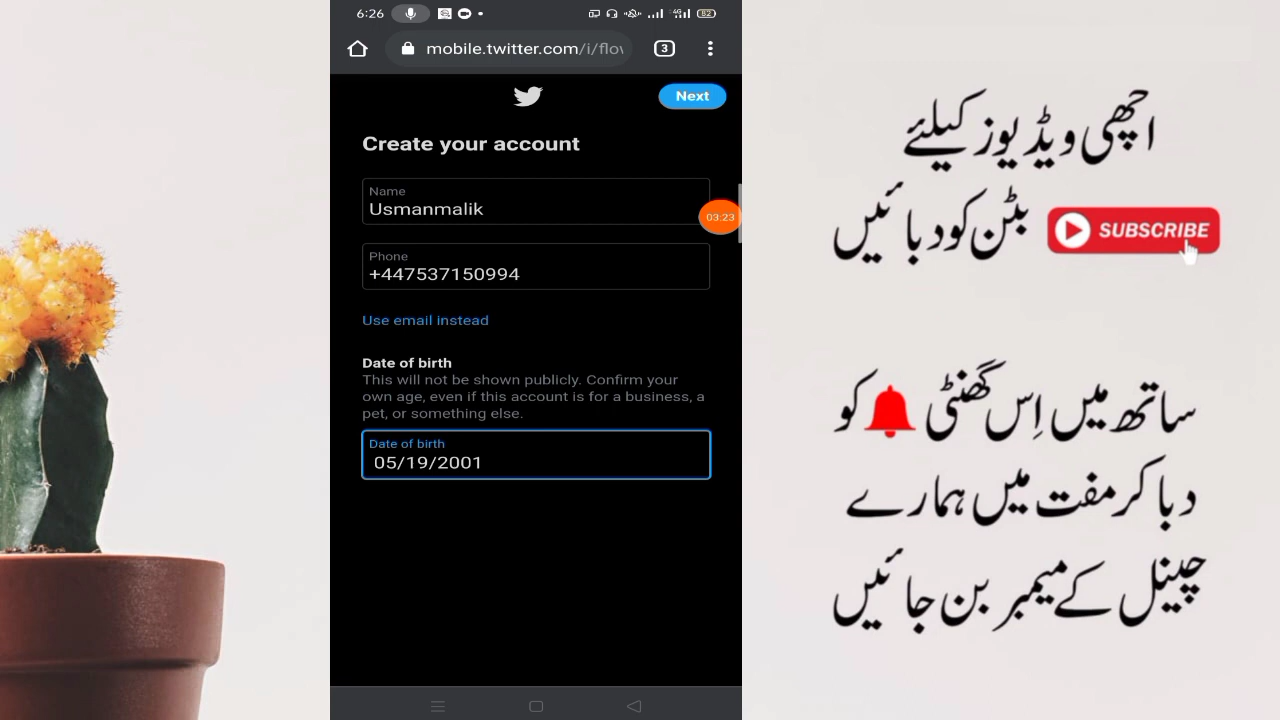 6:26
4G
82
mobile.twitter.com/i/flov
3
Next
Create your account
Name
Usmanmalik
03:23
Phone
+447537150994
Use email instead
Date of birth
This will not be shown publicly. Confirm your
own age, even if this account is for a business, a
pet, or something else.
Date of birth
05/19/2001
اچھی ویڈیوز کیلئے
بٹن کو دبائیں SUBSCRIBE
ساتھ میں اِس گھنٹی کو
دبا کر مفت میں ہمارے
چینل کے میمبر بن جائیں